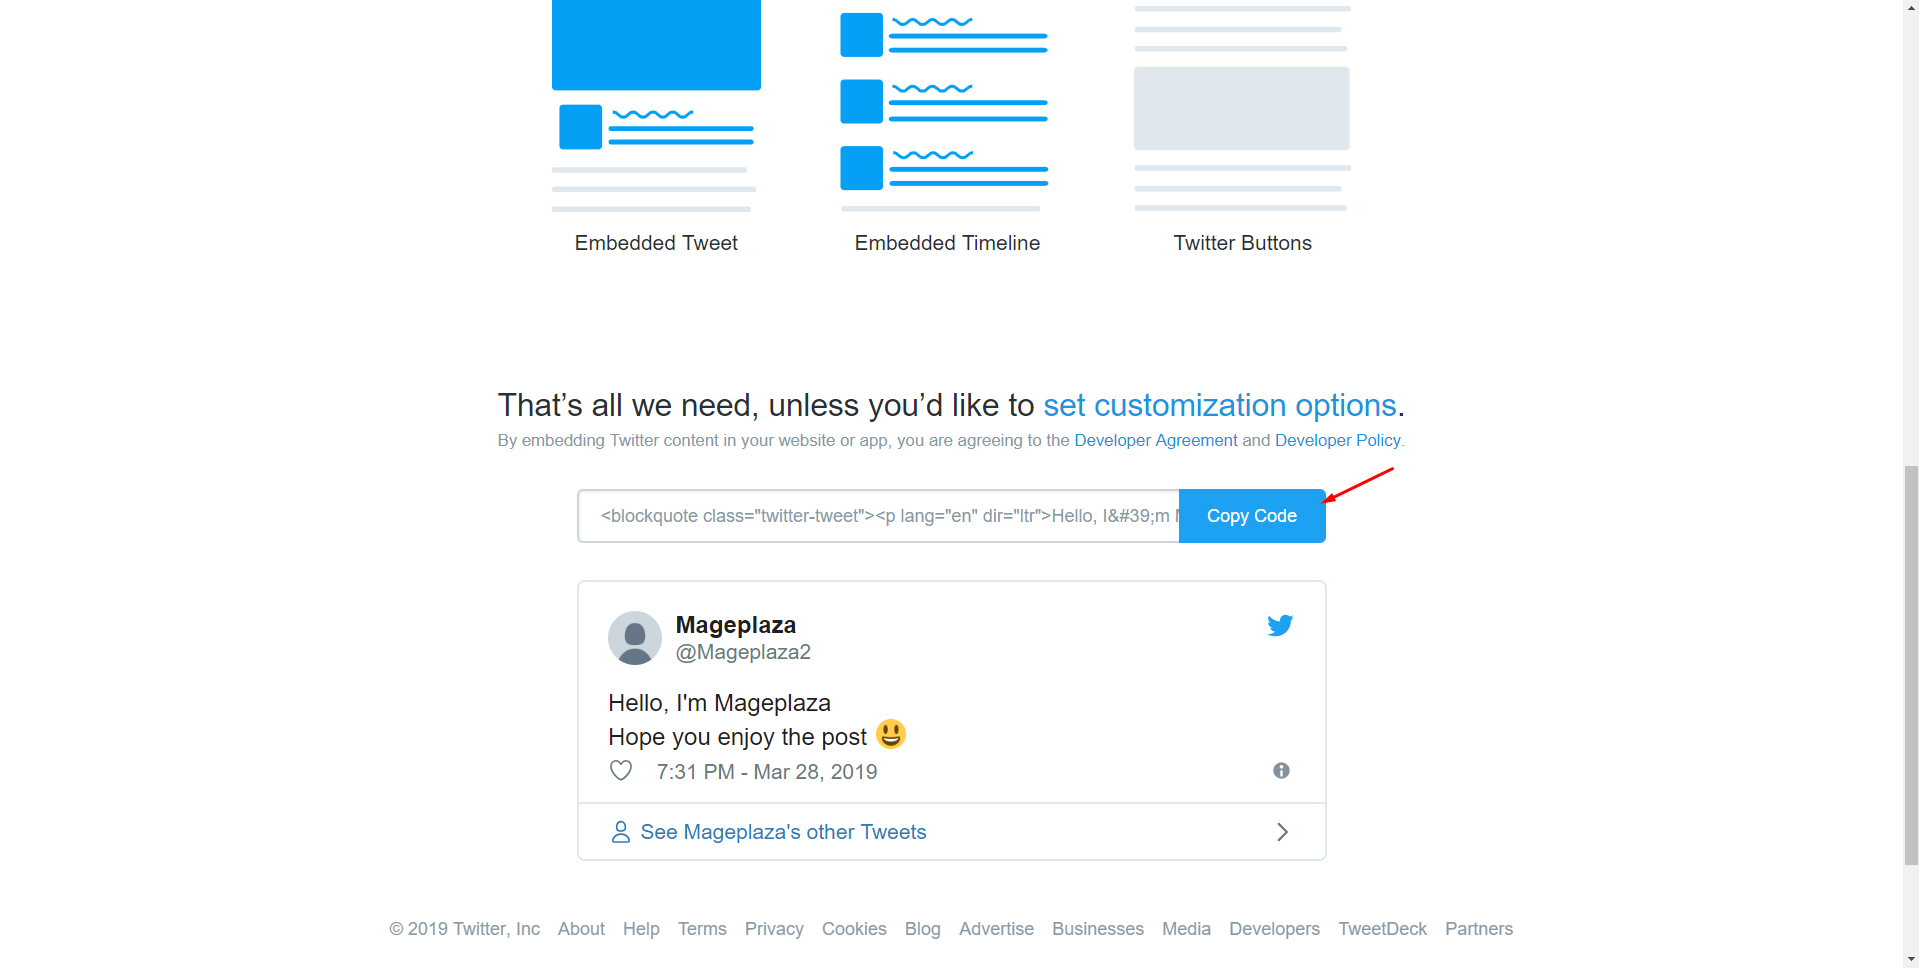 Embedded Tweet
Embedded Timeline
Twitter Buttons
That’s all we need, unless you’d like to set customization options.
By embedding Twitter content in your website or app, you are agreeing to the Developer Agreement and Developer Policy.
<blockquote class="twitter-tweet"><p lang="en" dir="ltr">Hello, I&#39;m
Copy Code
Mageplaza
@Mageplaza2
Hello, I'm Mageplaza
Hope you enjoy the post 😃
7:31 PM - Mar 28, 2019
See Mageplaza's other Tweets
© 2019 Twitter, Inc About Help Terms Privacy Cookies Blog Advertise Businesses Media Developers TweetDeck Partners